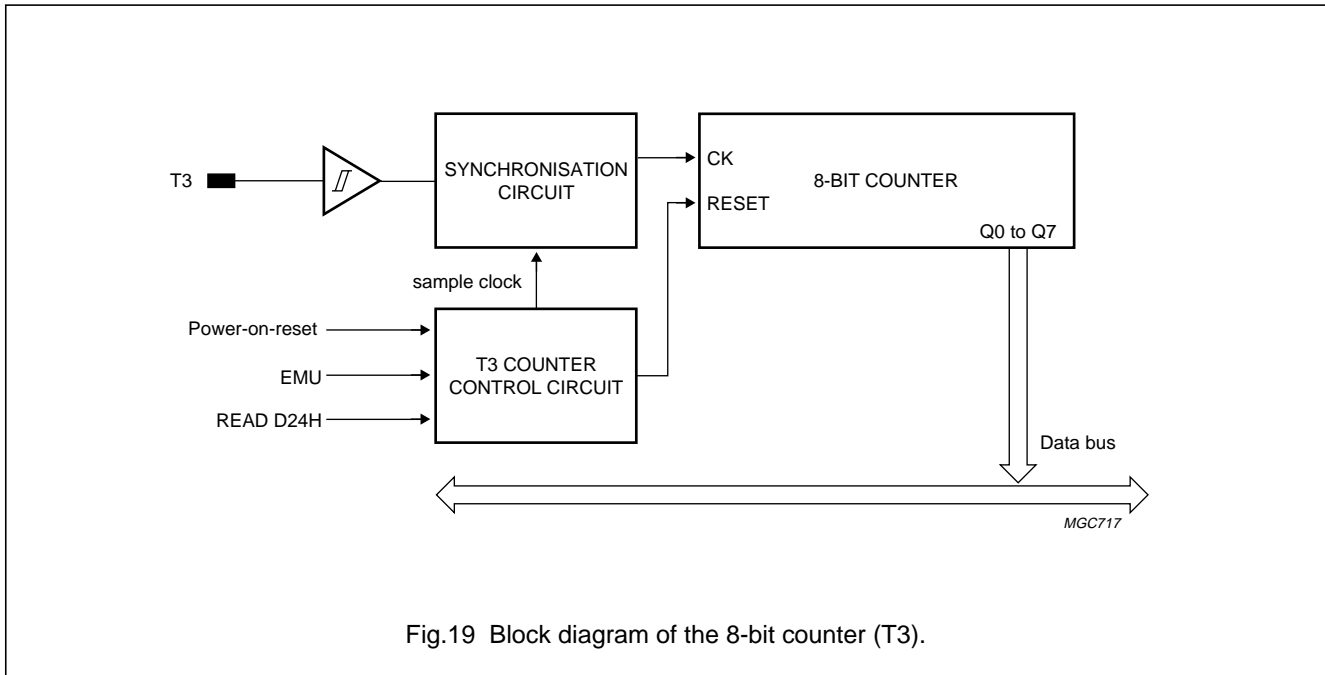 T3
SYNCHRONISATION
CIRCUIT
CK
RESET
8-BIT COUNTER
Q0 to Q7
sample clock
Power-on-reset
EMU
READ D24H
T3 COUNTER
CONTROL CIRCUIT
Data bus
MGC717
Fig.19 Block diagram of the 8-bit counter (T3).